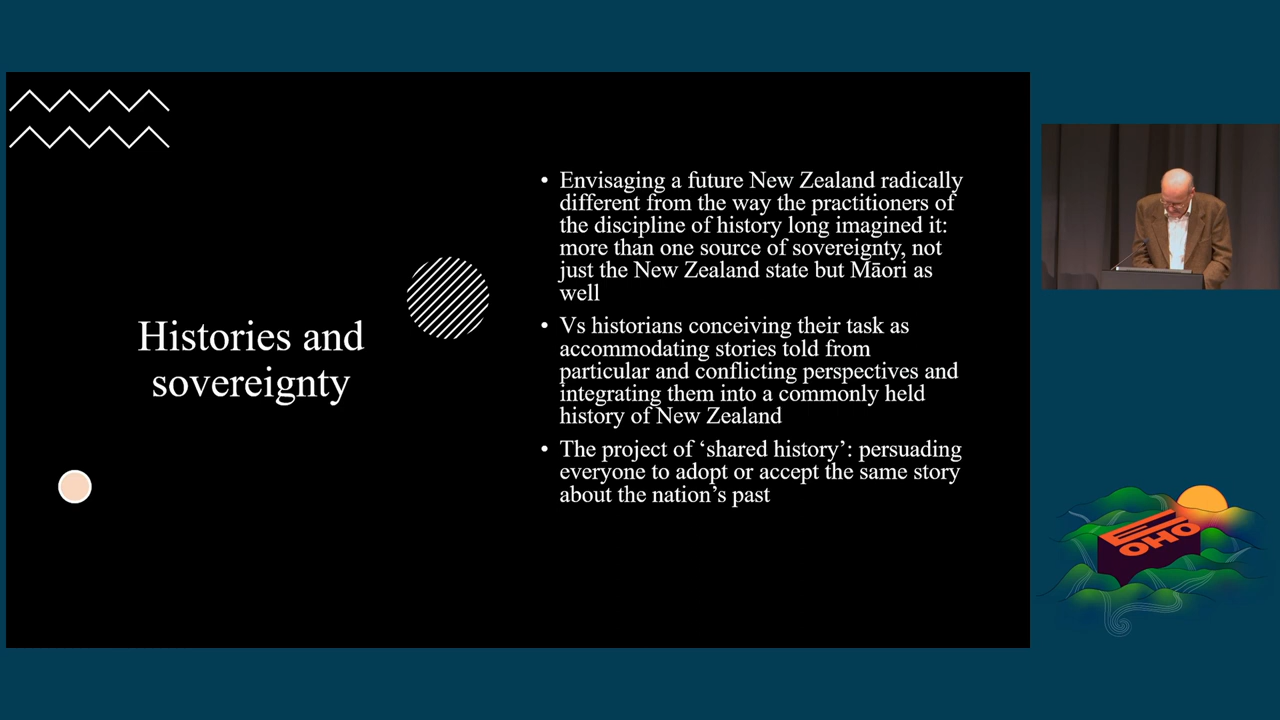 Histories and
sovereignty
• Envisaging a future New Zealand radically
different from the way the practitioners of
the discipline of history long imagined it:
more than one source of sovereignty, not
just the New Zealand state but Māori as
well
• Vs historians conceiving their task as
accommodating stories told from
particular and conflicting perspectives and
integrating them into a commonly held
history of New Zealand
• The project of ‘shared history’: persuading
everyone to adopt or accept the same story
about the nation’s past
E
OHO